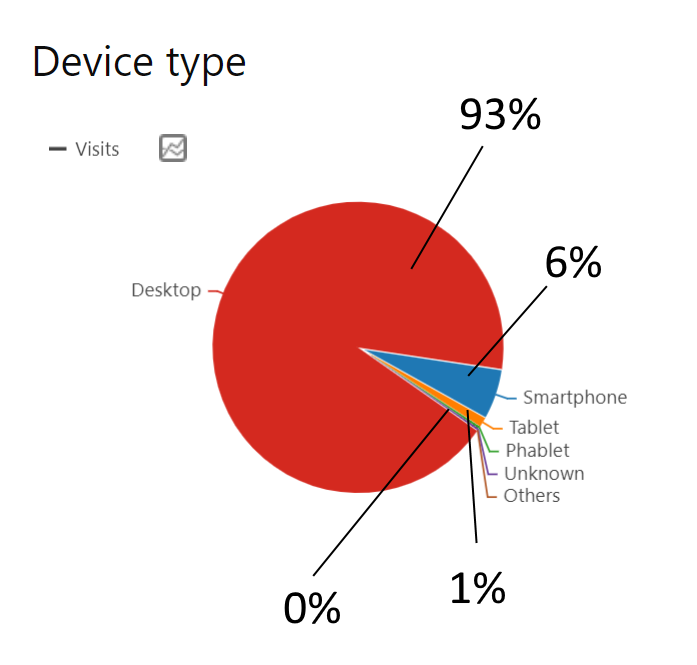 Device type
93%
Visits
6%
Desktop
Smartphone
Tablet
Phablet
Unknown
Others
1%
0%